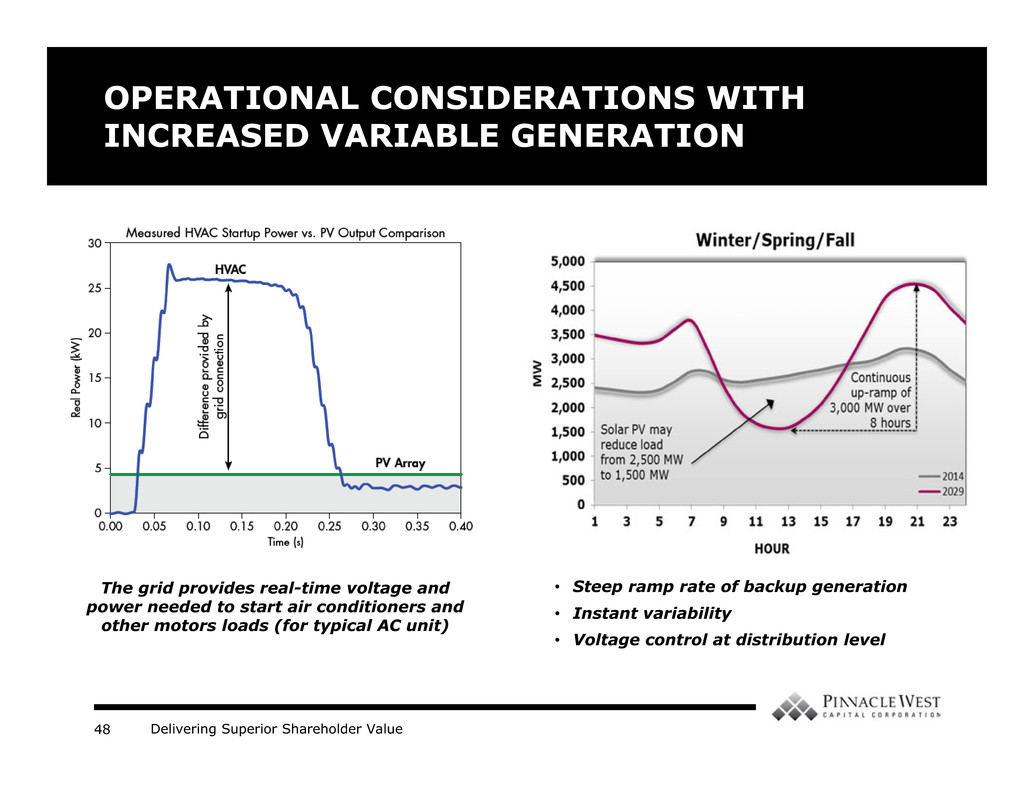 OPERATIONAL CONSIDERATIONS WITH
INCREASED VARIABLE GENERATION
Measured HVAC Startup Power vs. PV Output Comparison
30
25
20
15
10
5
0
Real Power (kW)
HVAC
Difference provided by
grid connection
PV Array
0.00 0.05 0.10 0.15 0.20 0.25 0.30 0.35 0.40
Time (s)
The grid provides real-time voltage and
power needed to start air conditioners and
other motors loads (for typical AC unit)
Winter/Spring/Fall
5,000
4,500
4,000
3,500
3,000
2,500
2,000
1,500
1,000
500
0
MW
Solar PV may
reduce load
from 2,500 MW
to 1,500 MW
Continuous
up-ramp of
3,000 MW over
8 hours
2014
2029
1 3 5 7 9 11 13 15 17 19 21 23
HOUR
• Steep ramp rate of backup generation
• Instant variability
• Voltage control at distribution level
PINNACLE WEST
CAPITAL CORPORATION
48 Delivering Superior Shareholder Value